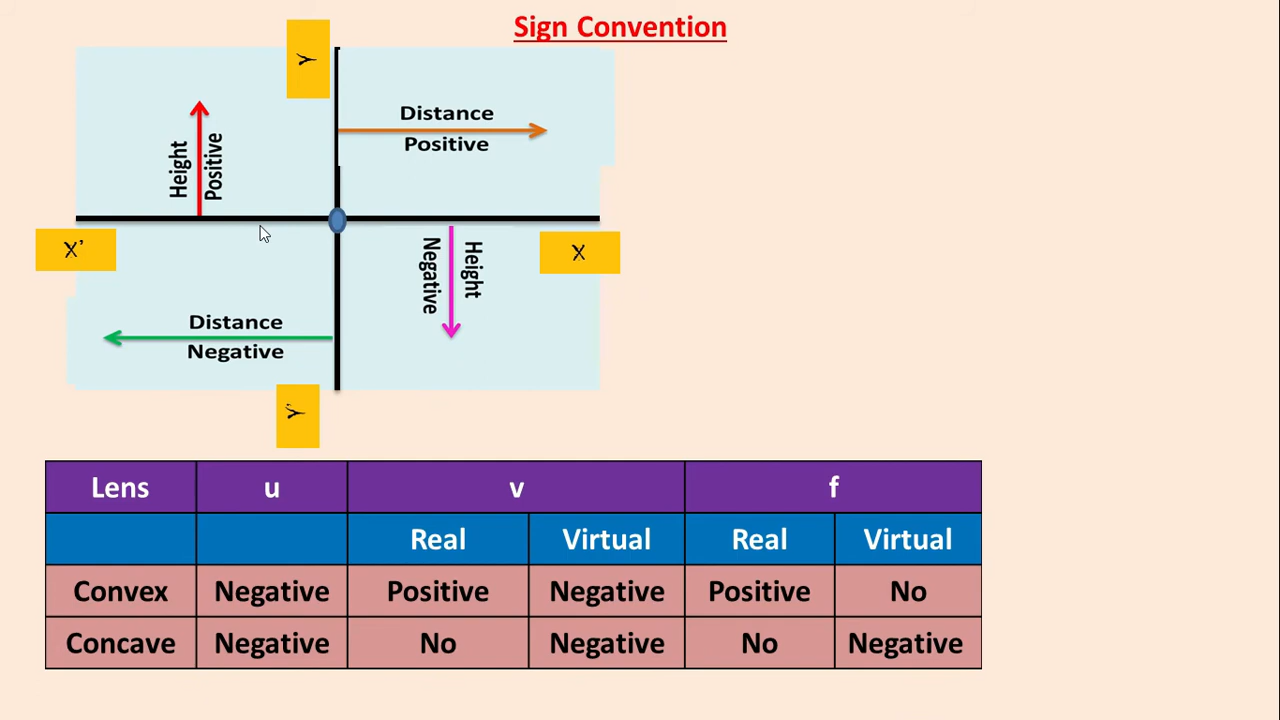 Sign Convention
Y
Distance
Positive
Height
Positive
X'
X
Height
Negative
Distance
Negative
Y'
Lens u v f
Real Virtual Real Virtual
Convex Negative Positive Negative Positive No
Concave Negative No Negative No Negative